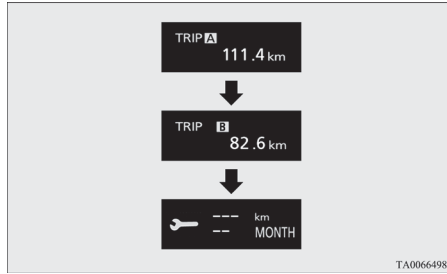 TRIP A
111.4 km
TRIP B
82.6 km
--- km
-- MONTH
TA0066498